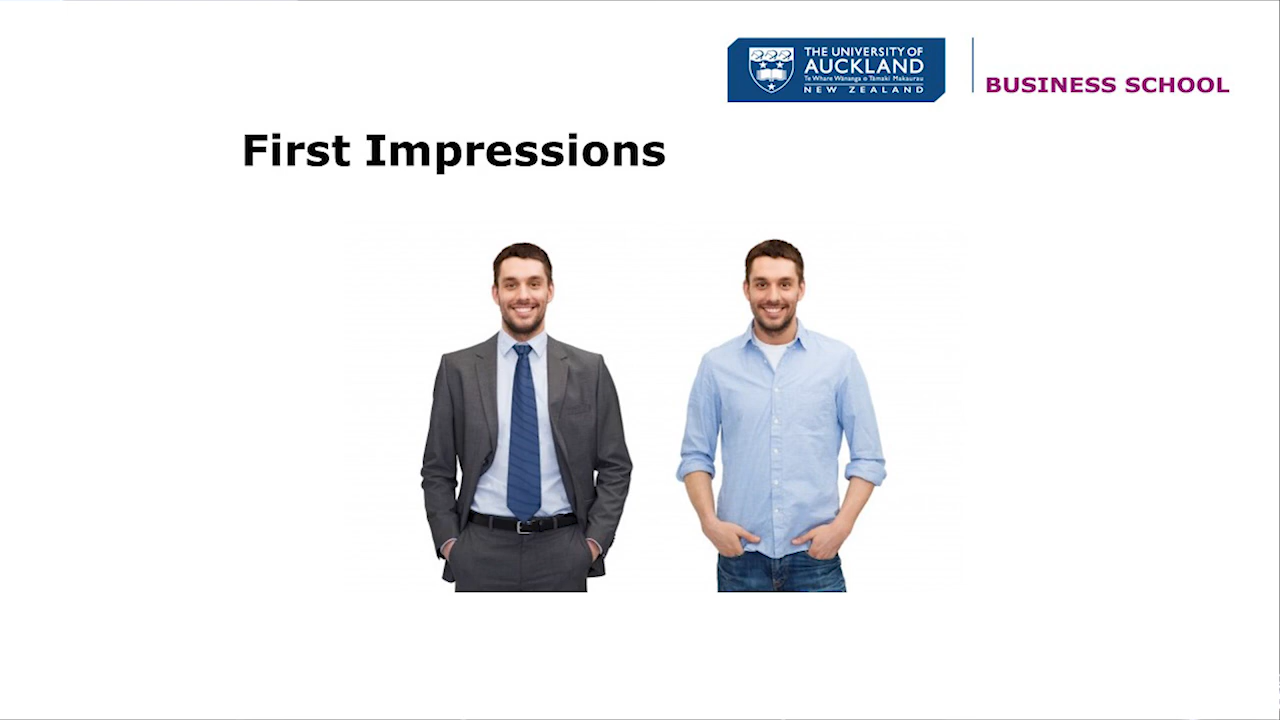 THE UNIVERSITY OF
AUCKLAND
Te Whare Wānanga o Tāmaki Makaurau
NEW ZEALAND
BUSINESS SCHOOL
First Impressions